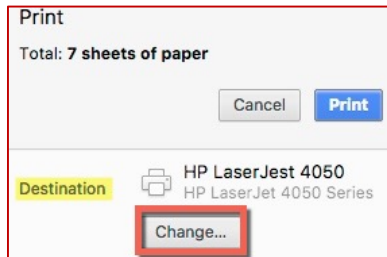 Print
Total: 7 sheets of paper
Cancel Print
HP LaserJest 4050
Destination HP LaserJet 4050 Series
Change...